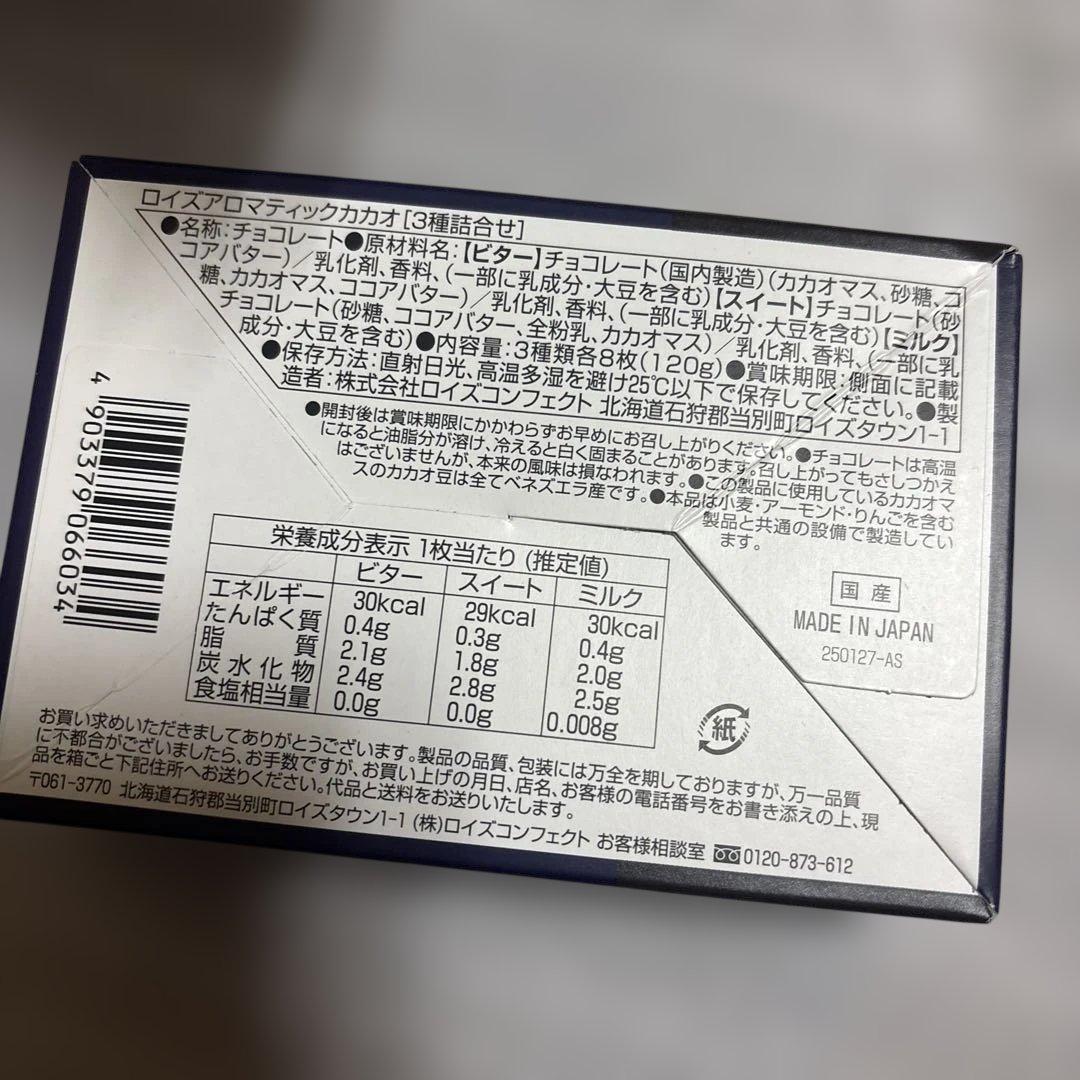 ロイズアロマティックカカオ[3種詰合せ]
●名称:チョコレート●原材料名:【ビター】チョコレート(国内製造)(カカオマス、砂糖、コ
コアバター)/乳化剤、香料、(一部に乳成分・大豆を含む)【スイート】チョコレート(砂
糖、カカオマス、ココアバター)/乳化剤、香料、(一部に乳成分・大豆を含む)【ミルク】
チョコレート(砂糖、ココアバター、全粉乳、カカオマス)/乳化剤、香料、(一部に乳
成分・大豆を含む)●内容量:3種類各8枚(120g)●賞味期限:側面に記載
●保存方法:直射日光、高温多湿を避け25℃以下で保存してください。●製
造者:株式会社ロイズコンフェクト 北海道石狩郡当別町ロイズタウン1-1
●開封後は賞味期限にかかわらずお早めにお召し上がりください。●チョコレートは高温
になると油脂分が溶け、冷えると白く固まることがあります。召し上がってもさしつかえ
はございませんが、本来の風味は損なわれます。●この製品に使用しているカカオマ
スのカカオ豆は全てベネズエラ産です。●本品は小麦・アーモンド・りんごを含む
製品と共通の設備で製造してい
ます。
4 903379 066034
栄養成分表示 1枚当たり (推定値)
ビター スイート ミルク
エネルギー 30kcal 29kcal 30kcal
たんぱく質 0.4g 0.3g 0.4g
脂質 2.1g 1.8g 2.0g
炭水化物 2.4g 2.8g 2.5g
食塩相当量 0.0g 0.0g 0.008g
国産
MADE IN JAPAN
250127-AS
紙
お買い求めいただきましてありがとうございます。製品の品質、包装には万全を期しておりますが、万一品質
に不都合がございましたら、お手数ですが、お買い上げの月日、店名、お客様の電話番号をお書き添えの上、現
品を箱ごと下記住所へお送りください。代品と送料をお送りいたします。
〒061-3770 北海道石狩郡当別町ロイズタウン1-1 (株)ロイズコンフェクト お客様相談室 0120-873-612